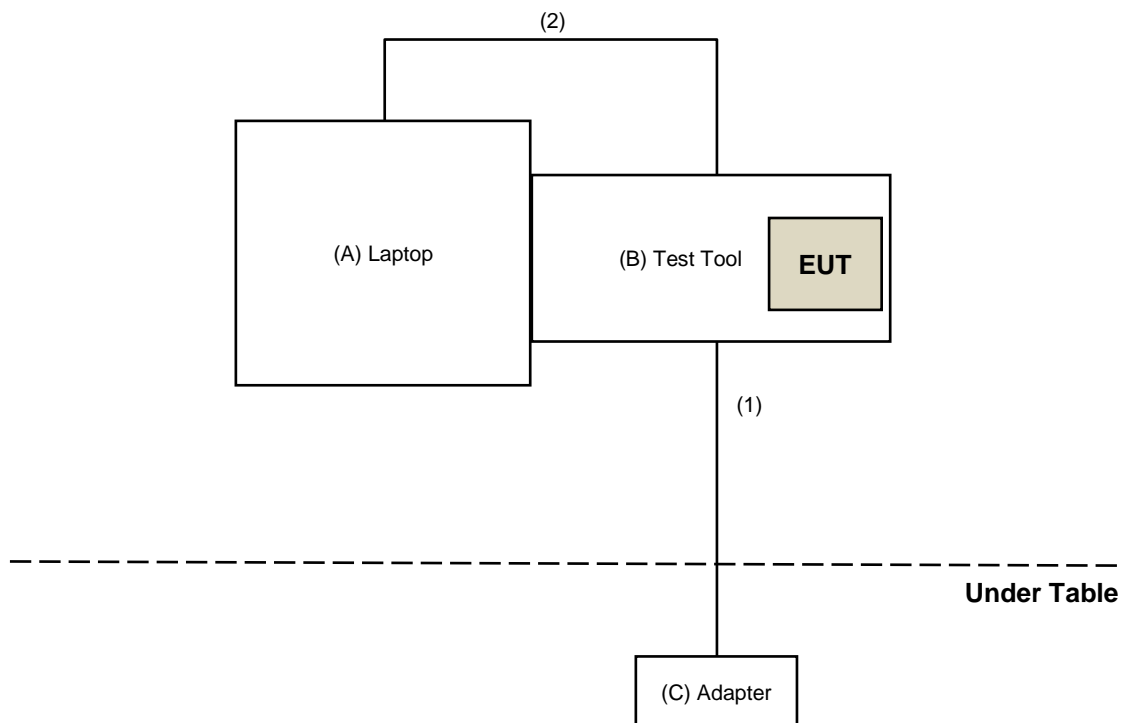 (2)
(A) Laptop
(B) Test Tool
EUT
(1)
Under Table
(C) Adapter